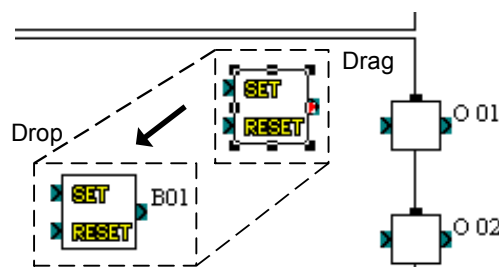 Drag
SET
RESET
O 01
Drop
SET
B01
RESET
O 02